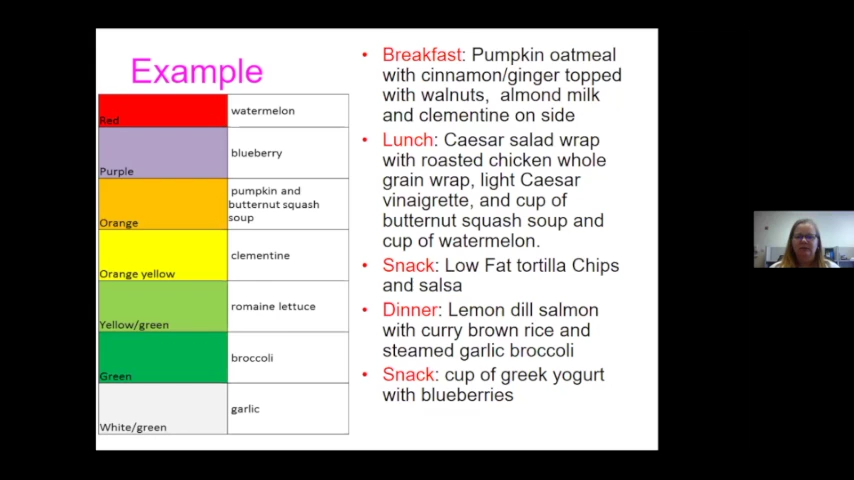 Example
Red
watermelon
Purple
blueberry
Orange
pumpkin and
butternut squash
soup
Orange yellow
clementine
Yellow/green
romaine lettuce
Green
broccoli
White/green
garlic
• Breakfast: Pumpkin oatmeal
with cinnamon/ginger topped
with walnuts, almond milk
and clementine on side
• Lunch: Caesar salad wrap
with roasted chicken whole
grain wrap, light Caesar
vinaigrette, and cup of
butternut squash soup and
cup of watermelon.
• Snack: Low Fat tortilla Chips
and salsa
• Dinner: Lemon dill salmon
with curry brown rice and
steamed garlic broccoli
• Snack: cup of greek yogurt
with blueberries